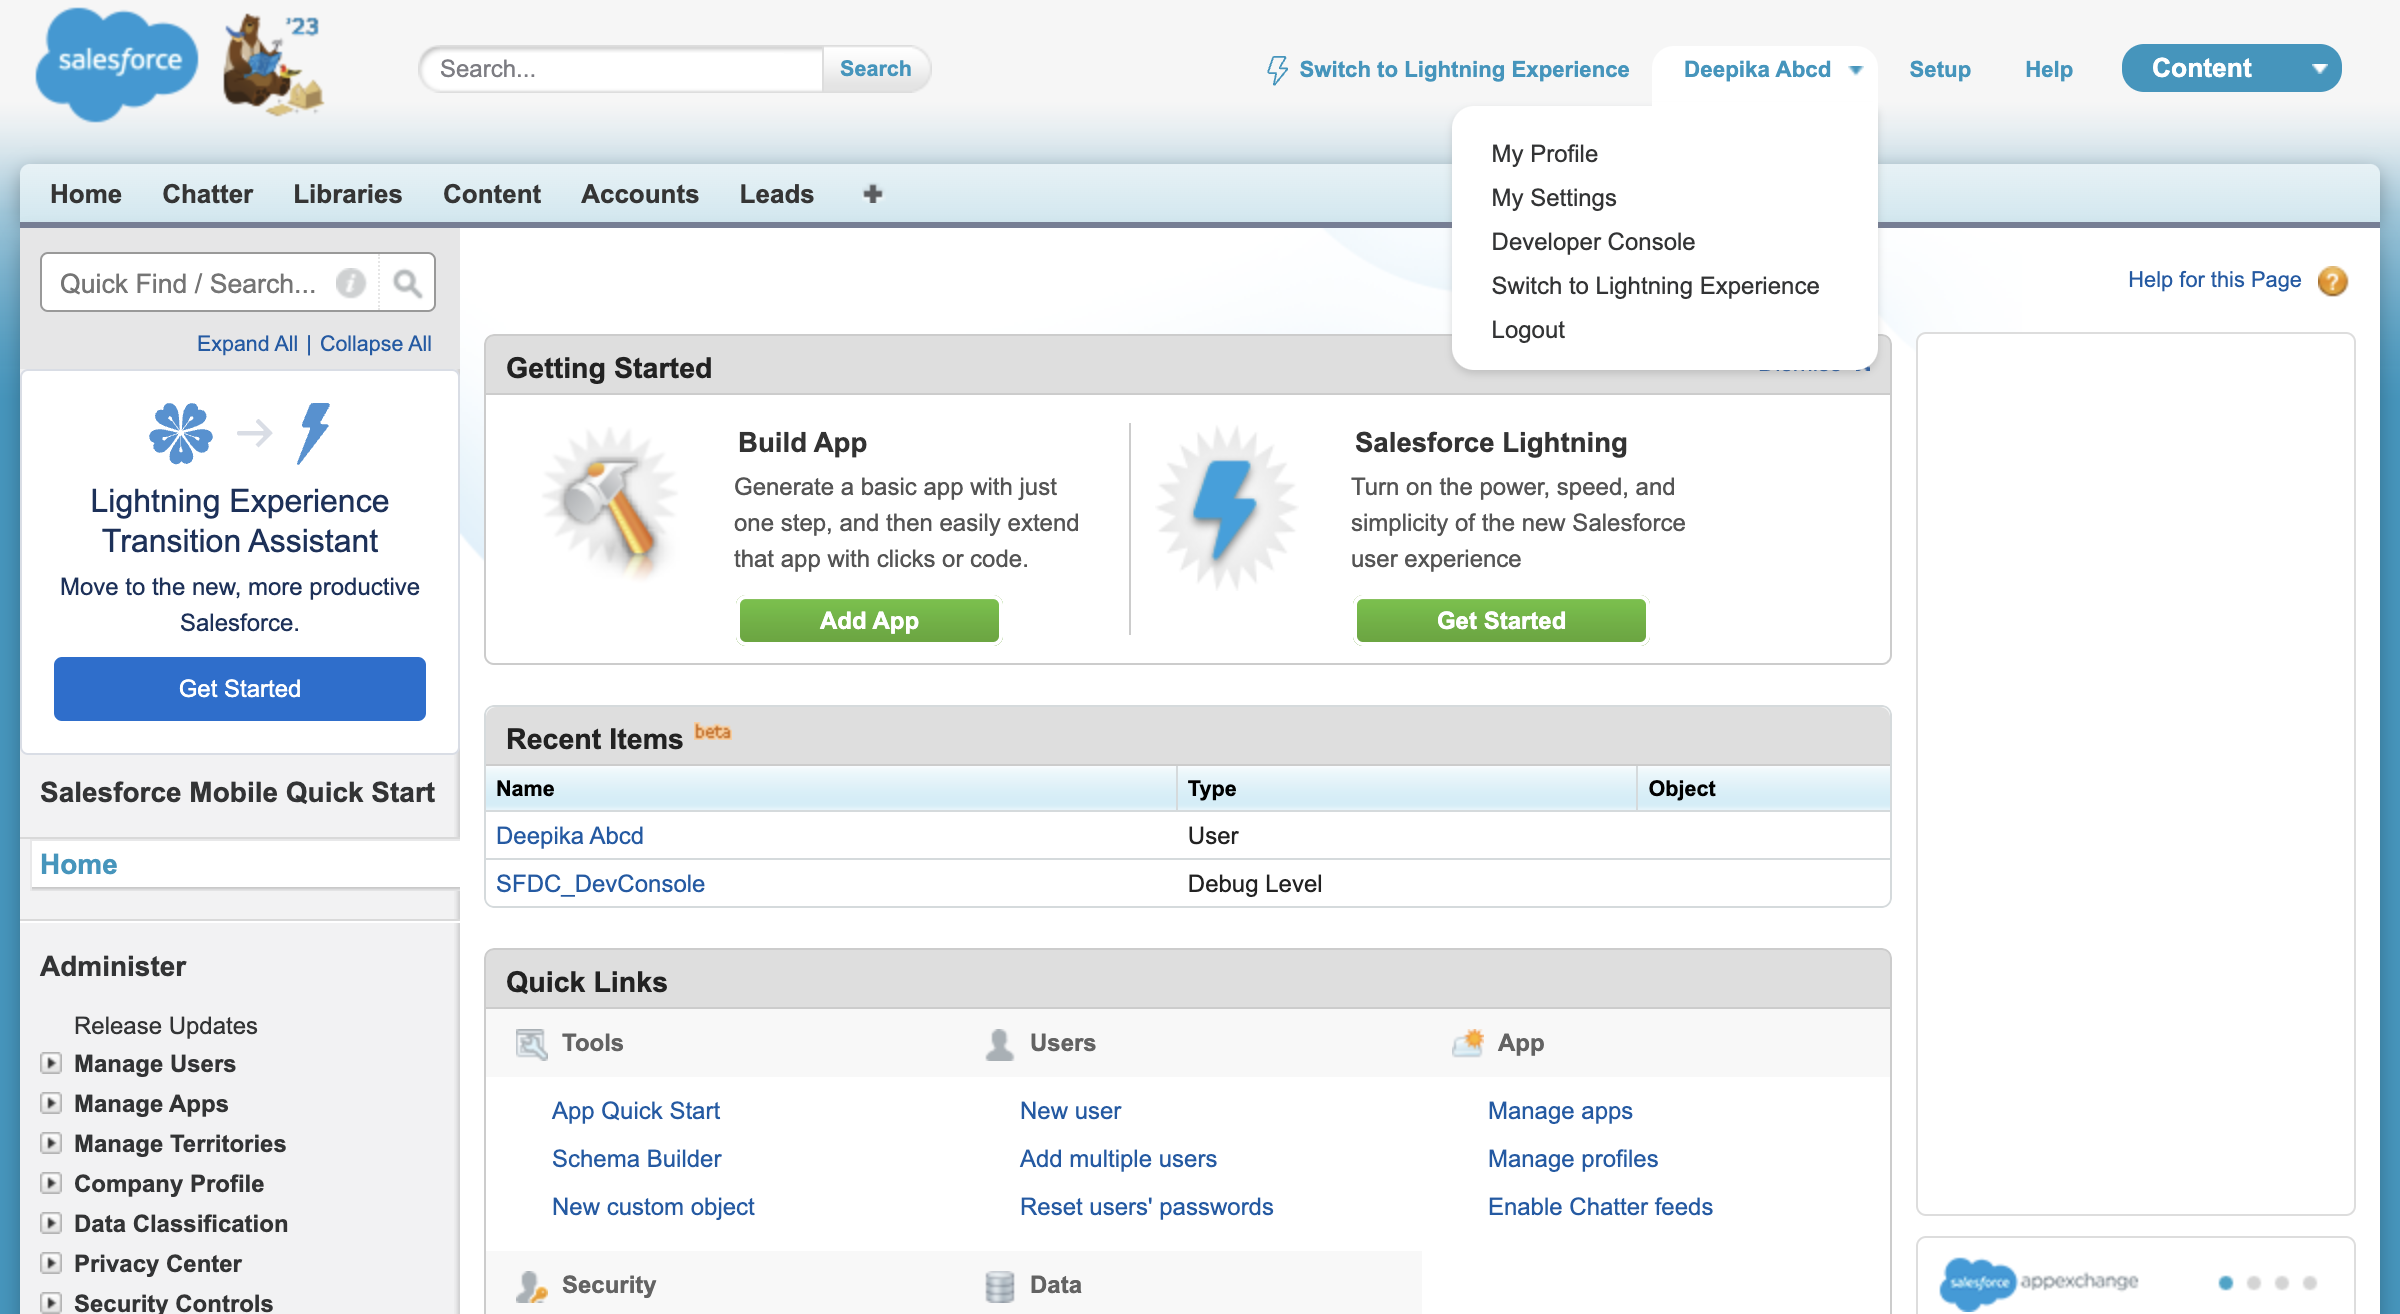 salesforce
'23
Search...
Search
Switch to Lightning Experience
Deepika Abcd
Setup
Help
Content
My Profile
My Settings
Developer Console
Switch to Lightning Experience
Logout
Home
Chatter
Libraries
Content
Accounts
Leads
Quick Find / Search...
Expand All | Collapse All
Help for this Page
Lightning Experience
Transition Assistant
Move to the new, more productive
Salesforce.
Get Started
Salesforce Mobile Quick Start
Home
Administer
Release Updates
Manage Users
Manage Apps
Manage Territories
Company Profile
Data Classification
Privacy Center
Security Controls
Getting Started
Build App
Generate a basic app with just
one step, and then easily extend
that app with clicks or code.
Add App
Salesforce Lightning
Turn on the power, speed, and
simplicity of the new Salesforce
user experience
Get Started
Recent Items beta
Name Type Object
Deepika Abcd User
SFDC_DevConsole Debug Level
Quick Links
Tools
App Quick Start
Schema Builder
New custom object
Users
New user
Add multiple users
Reset users' passwords
App
Manage apps
Manage profiles
Enable Chatter feeds
Security
Data
salesforce appexchange